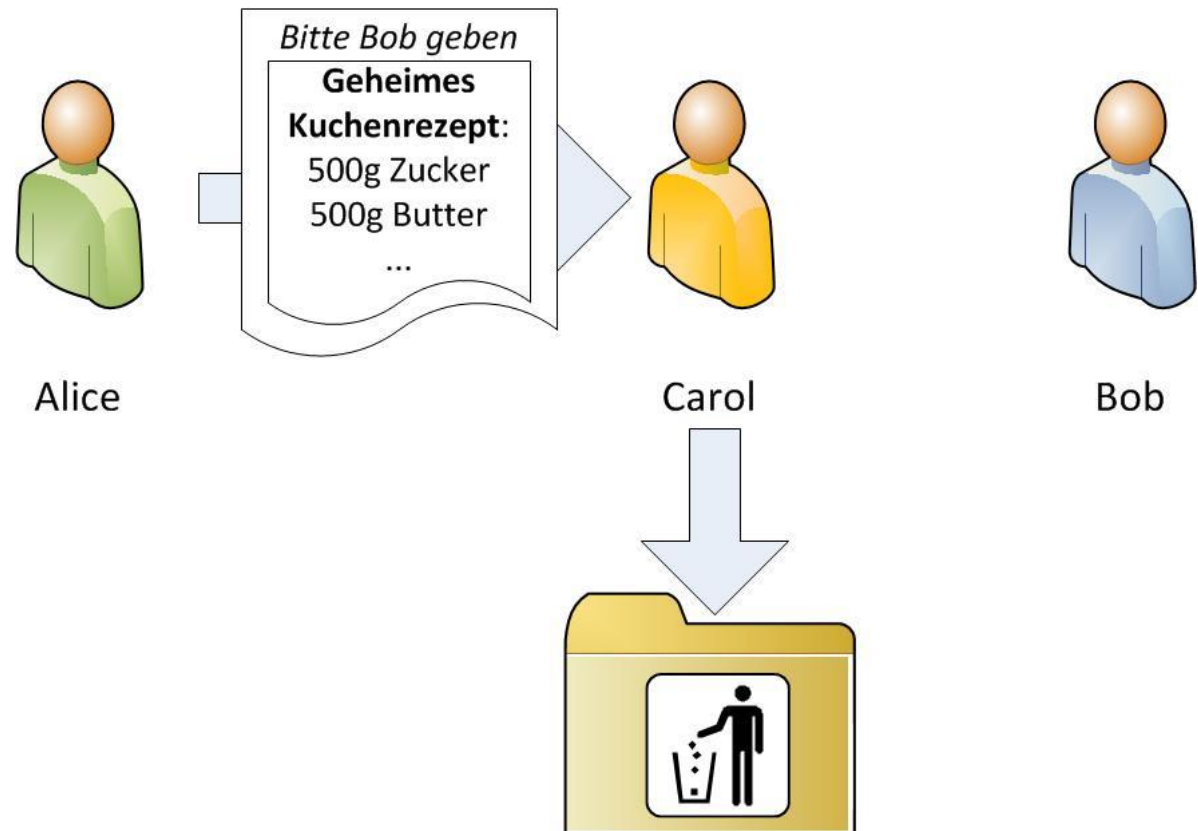 Bitte Bob geben
Geheimes
Kuchenrezept:
500g Zucker
500g Butter
...
Alice
Carol
Bob